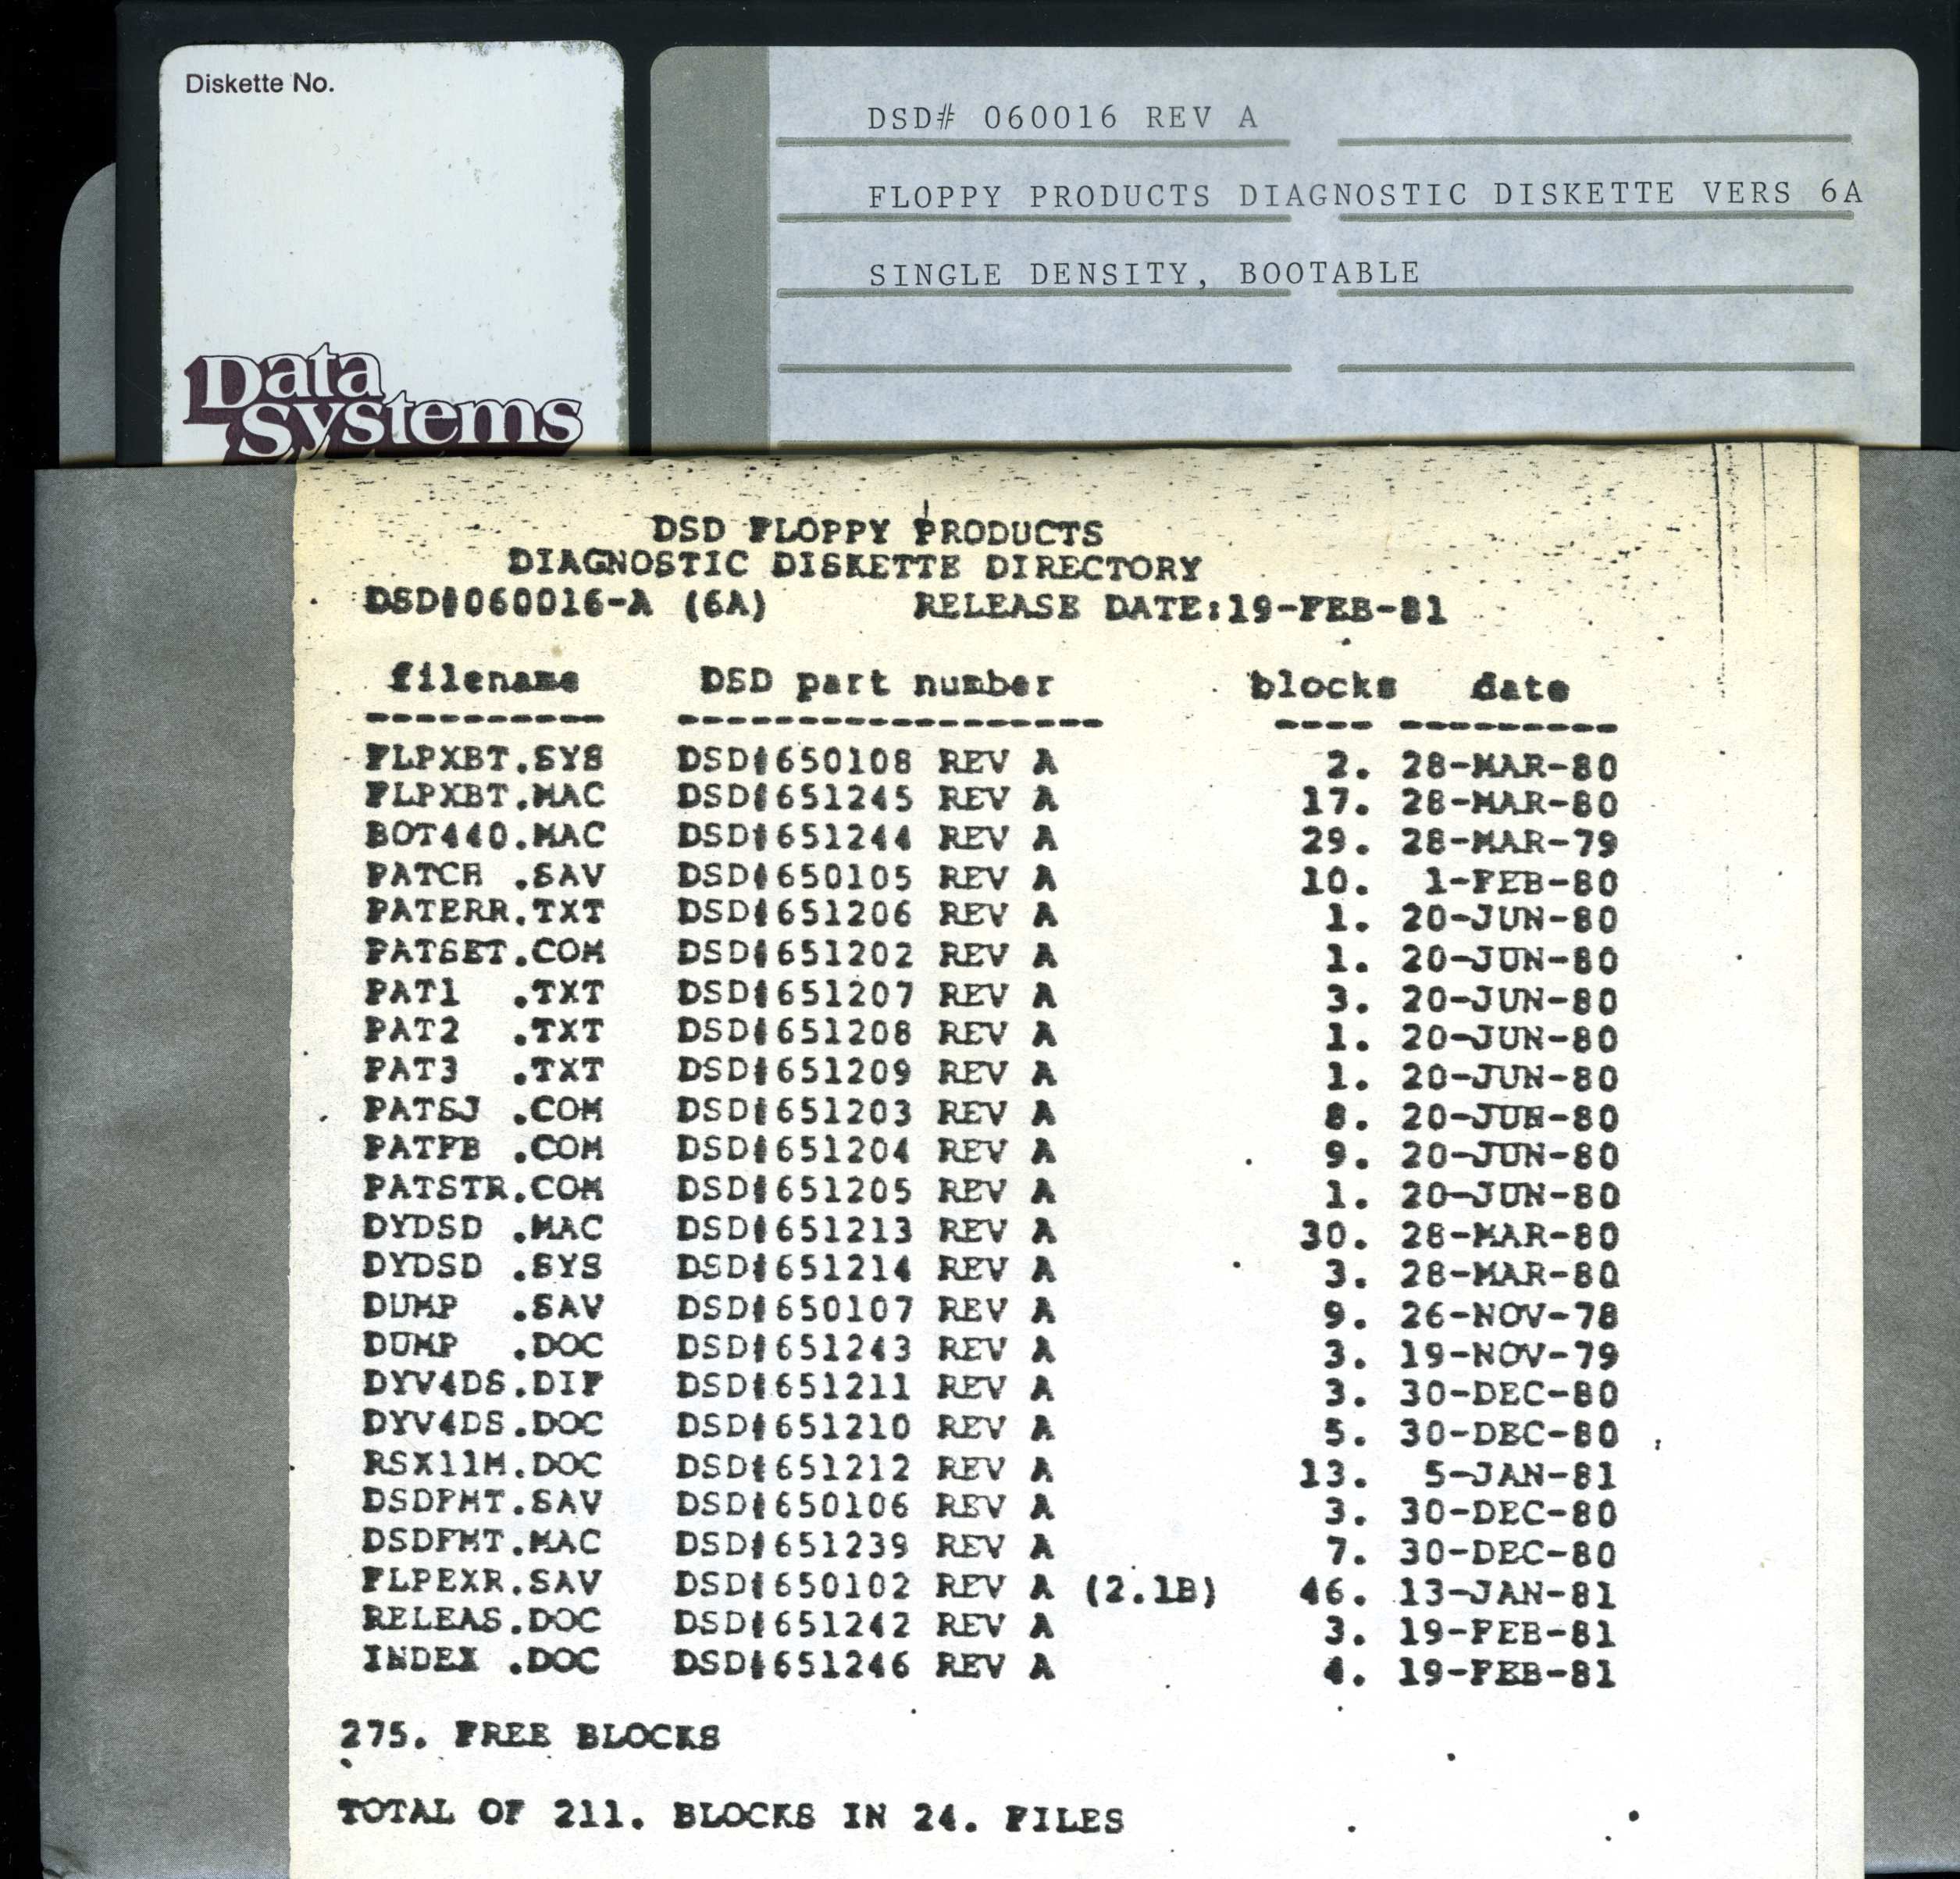 Diskette No.
Data
Systems
DSD# 060016 REV A
FLOPPY PRODUCTS DIAGNOSTIC DISKETTE VERS 6A
SINGLE DENSITY, BOOTABLE
DSD FLOPPY PRODUCTS
DIAGNOSTIC DISKETTE DIRECTORY
DSD#060016-A (6A) RELEASE DATE:19-FEB-81
filename DSD part number blocks date
---------- ------------------ ---- ---------
FLPXBT.SYS DSD#650108 REV A 2. 28-MAR-80
FLPXBT.MAC DSD#651245 REV A 17. 28-MAR-80
BOT440.MAC DSD#651244 REV A 29. 28-MAR-79
PATCH .SAV DSD#650105 REV A 10. 1-FEB-80
PATERR.TXT DSD#651206 REV A 1. 20-JUN-80
PATSET.COM DSD#651202 REV A 1. 20-JUN-80
PAT1 .TXT DSD#651207 REV A 3. 20-JUN-80
PAT2 .TXT DSD#651208 REV A 1. 20-JUN-80
PAT3 .TXT DSD#651209 REV A 1. 20-JUN-80
PATSJ .COM DSD#651203 REV A 8. 20-JUN-80
PATFB .COM DSD#651204 REV A 9. 20-JUN-80
PATSTR.COM DSD#651205 REV A 1. 20-JUN-80
DYDSD .MAC DSD#651213 REV A 30. 28-MAR-80
DYDSD .SYS DSD#651214 REV A 3. 28-MAR-80
DUMP .SAV DSD#650107 REV A 9. 26-NOV-78
DUMP .DOC DSD#651243 REV A 3. 19-NOV-79
DYV4DS.DIF DSD#651211 REV A 3. 30-DEC-80
DYV4DS.DOC DSD#651210 REV A 5. 30-DEC-80
RSX11M.DOC DSD#651212 REV A 13. 5-JAN-81
DSDFMT.SAV DSD#650106 REV A 3. 30-DEC-80
DSDFMT.MAC DSD#651239 REV A 7. 30-DEC-80
FLPEXR.SAV DSD#650102 REV A (2.1B) 46. 13-JAN-81
RELEAS.DOC DSD#651242 REV A 3. 19-FEB-81
INDEX .DOC DSD#651246 REV A 4. 19-FEB-81
275. FREE BLOCKS
TOTAL OF 211. BLOCKS IN 24. FILES